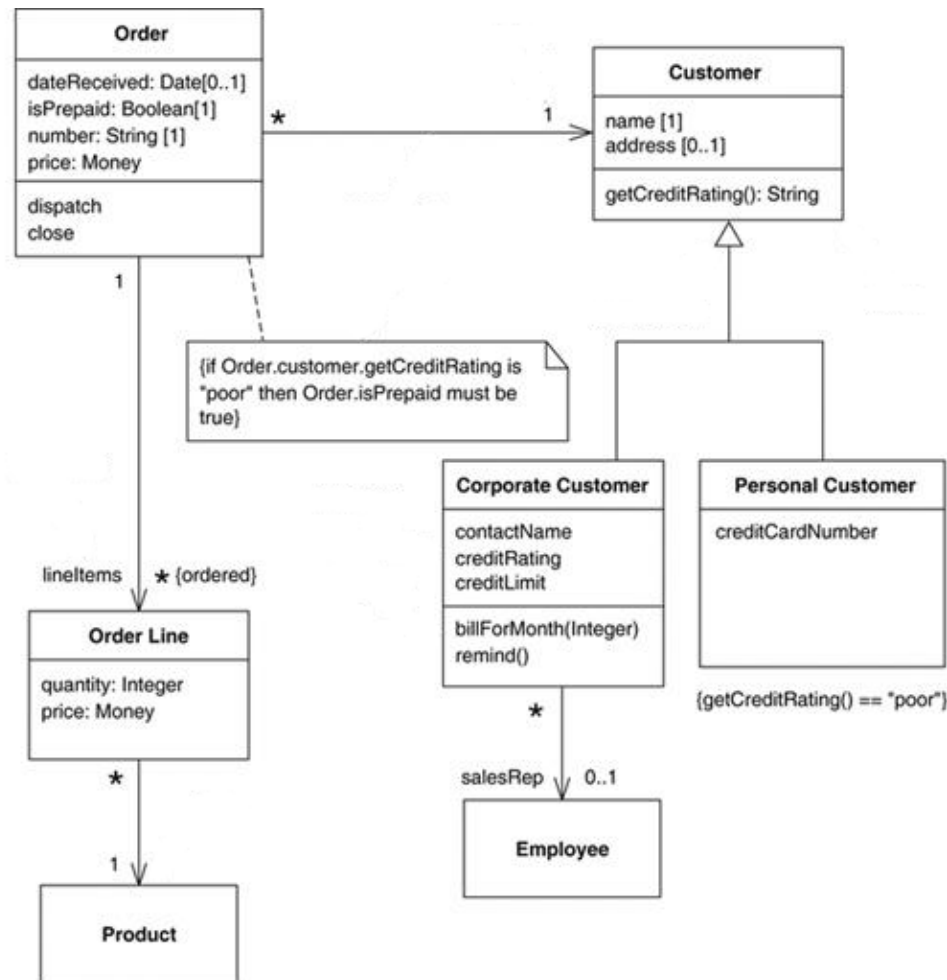 Order
dateReceived: Date[0..1]
isPrepaid: Boolean[1]
number: String [1]
price: Money
dispatch
close
*
1
Customer
name [1]
address [0..1]
getCreditRating(): String
1
{if Order.customer.getCreditRating is
"poor" then Order.isPrepaid must be
true}
lineItems
* {ordered}
Order Line
quantity: Integer
price: Money
*
1
Product
Corporate Customer
contactName
creditRating
creditLimit
billForMonth(Integer)
remind()
*
salesRep
0..1
Employee
Personal Customer
creditCardNumber
{getCreditRating() == "poor"}